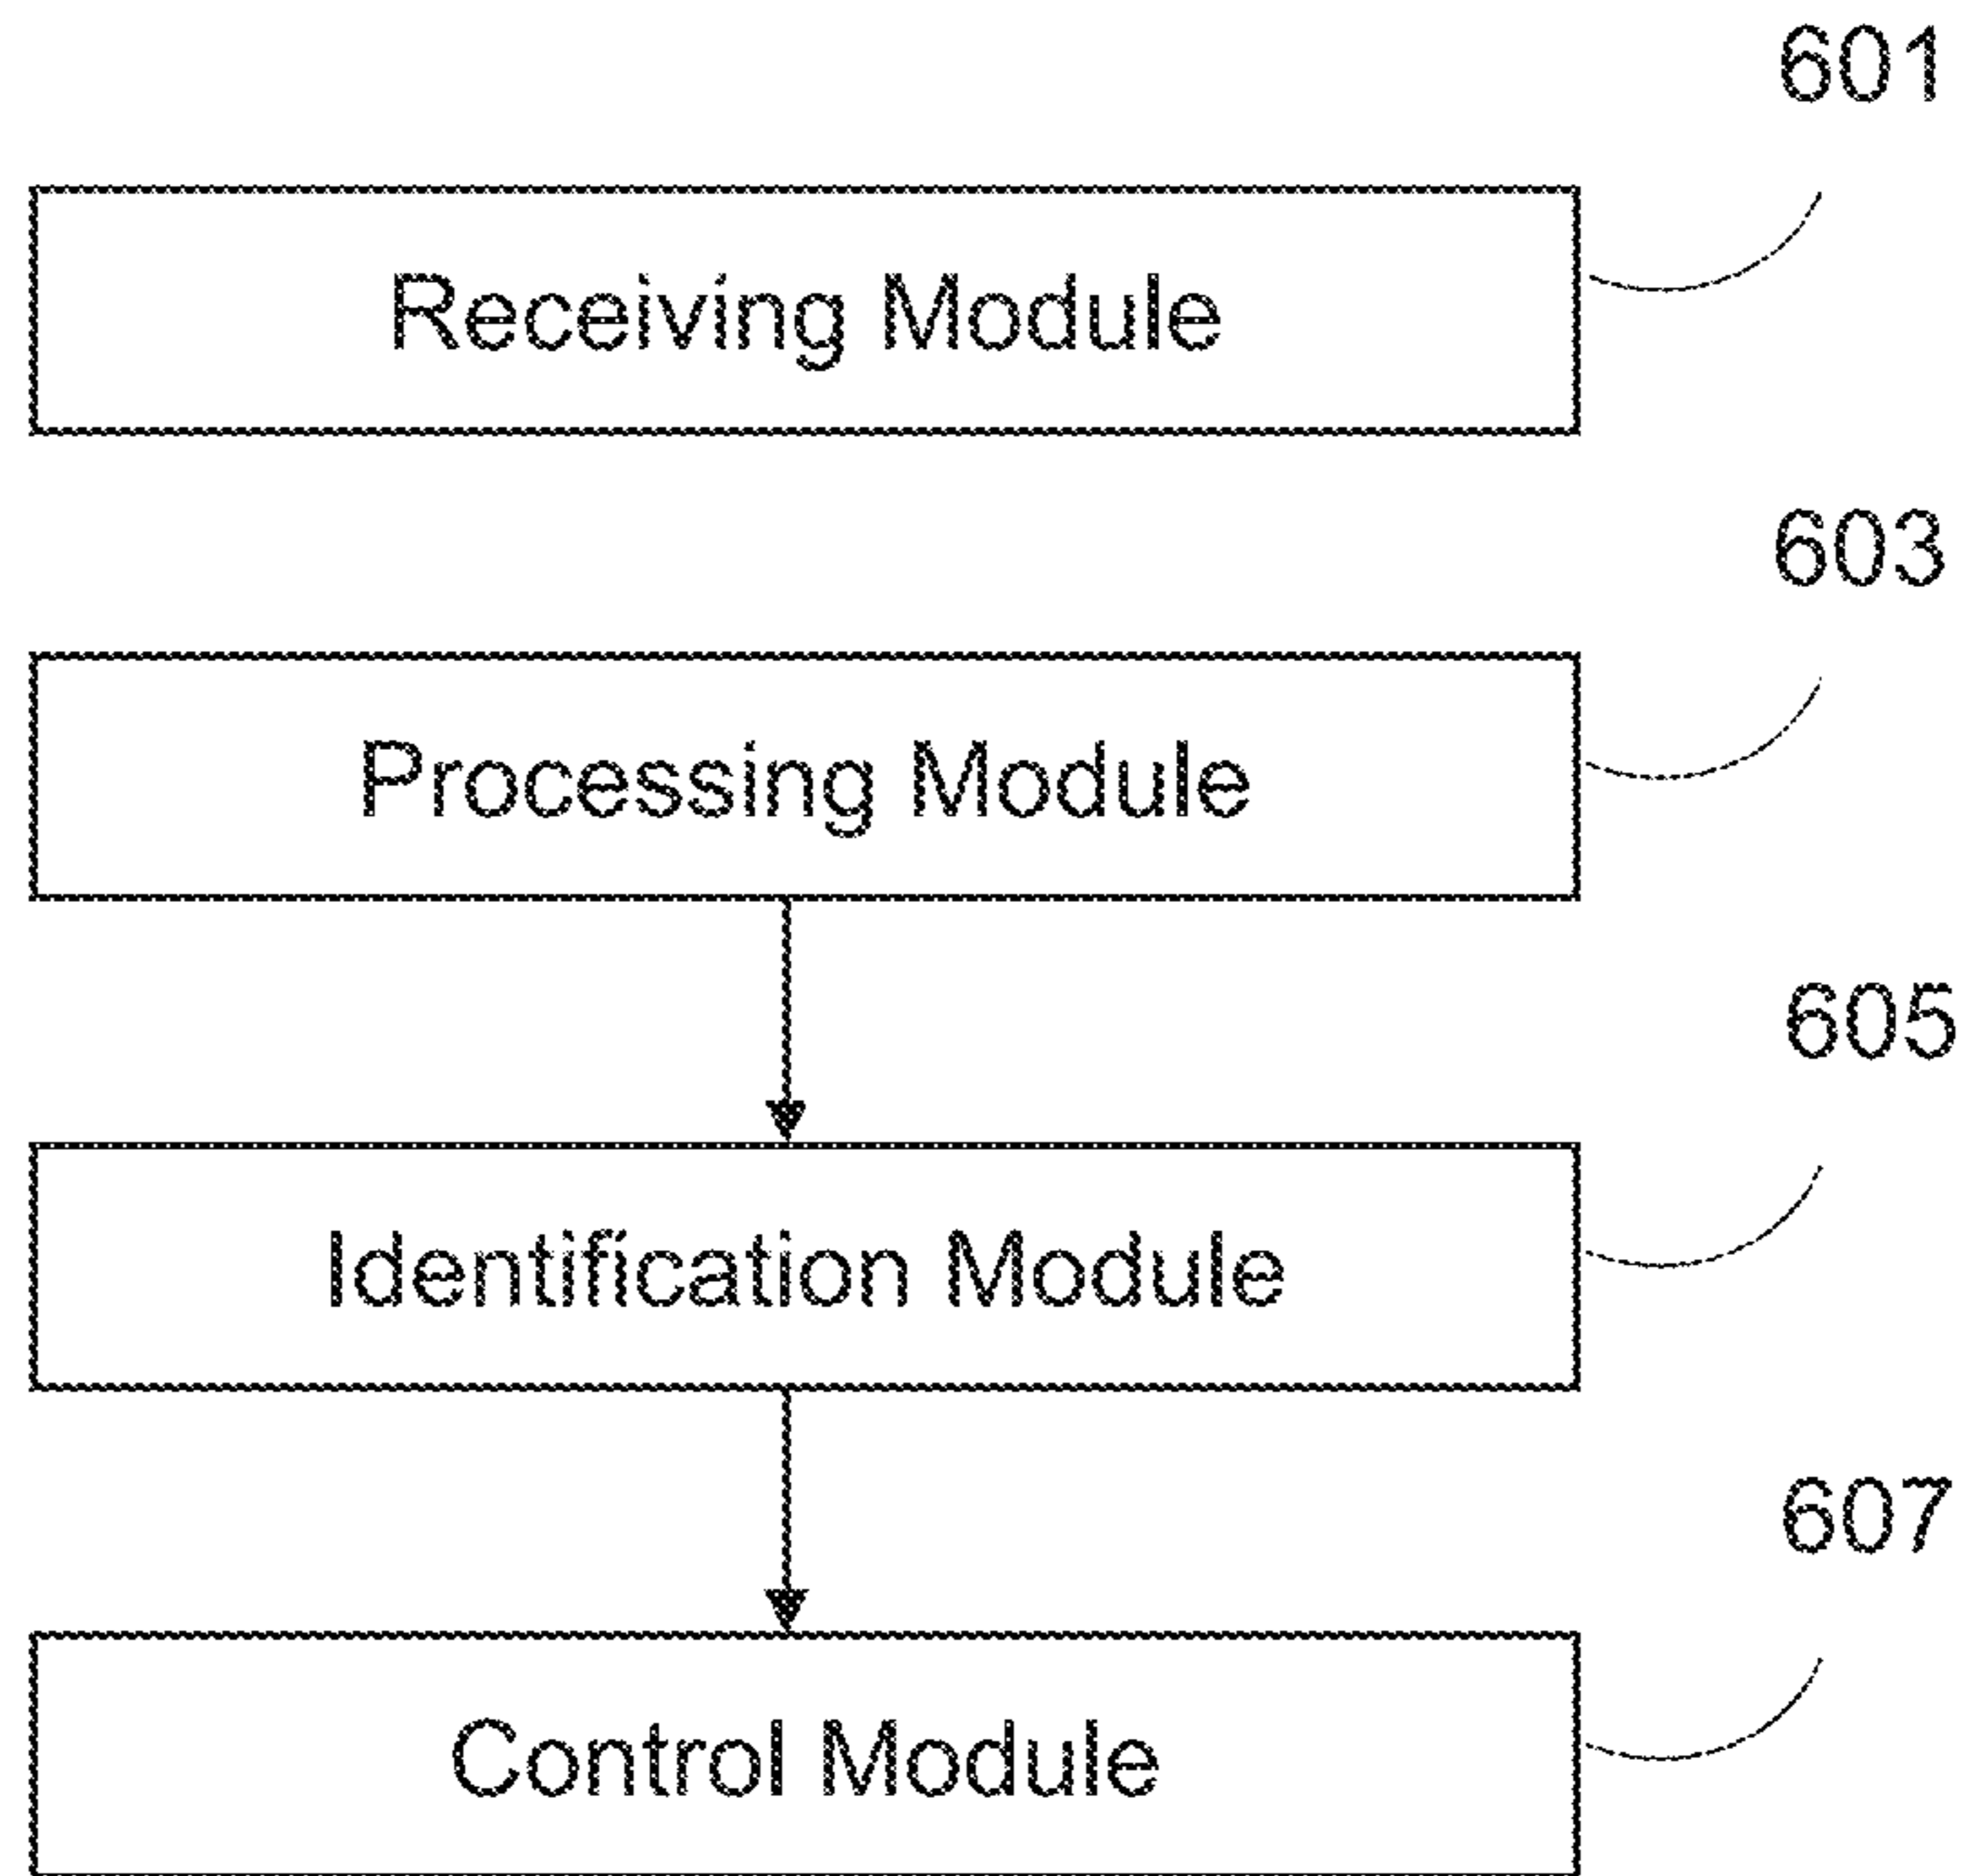 601
Receiving Module
603
Processing Module
605
Identification Module
607
Control Module